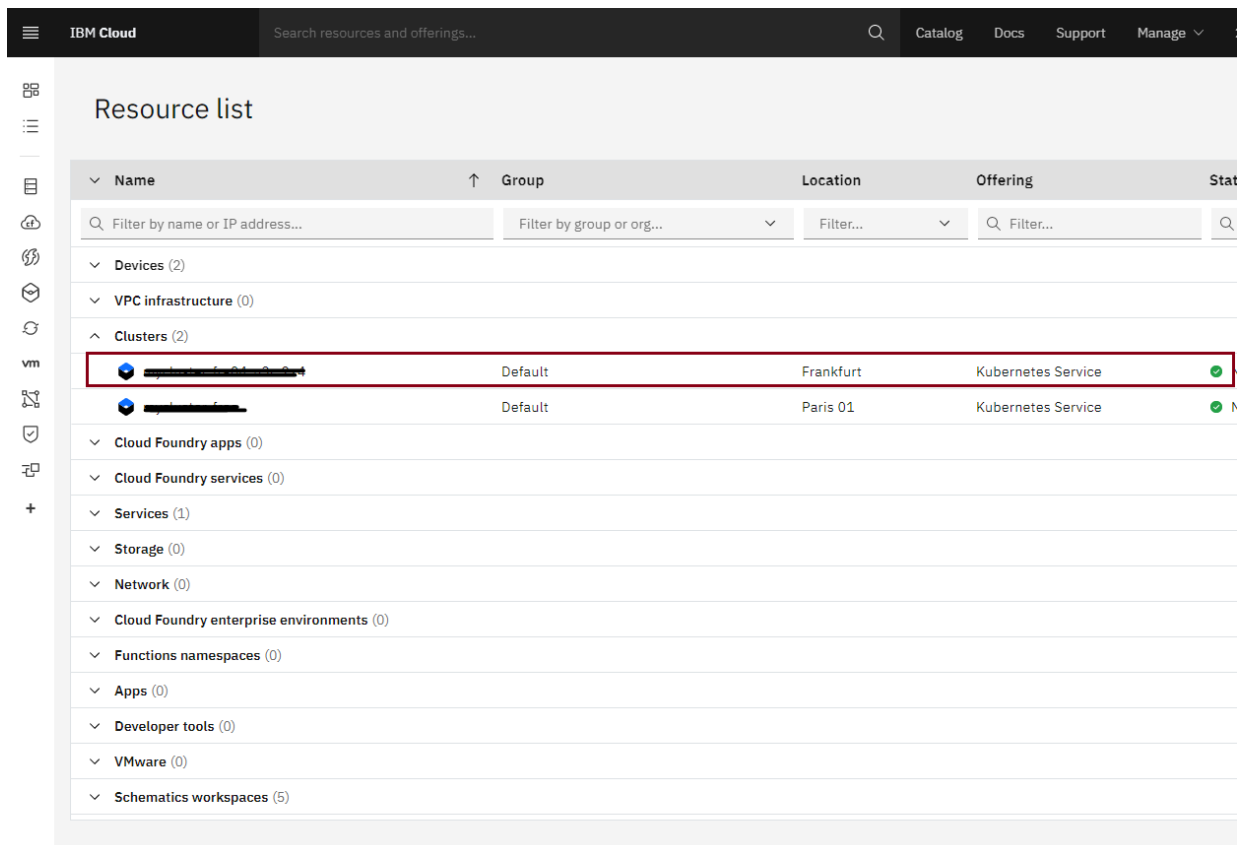 IBM Cloud Search resources and offerings... Catalog Docs Support Manage
Resource list
Name Group Location Offering Stat
Filter by name or IP address... Filter by group or org... Filter... Filter...
Devices (2)
VPC infrastructure (0)
Clusters (2)
Default Frankfurt Kubernetes Service
Default Paris 01 Kubernetes Service N
Cloud Foundry apps (0)
Cloud Foundry services (0)
Services (1)
Storage (0)
Network (0)
Cloud Foundry enterprise environments (0)
Functions namespaces (0)
Apps (0)
Developer tools (0)
vm VMware (0)
Schematics workspaces (5)